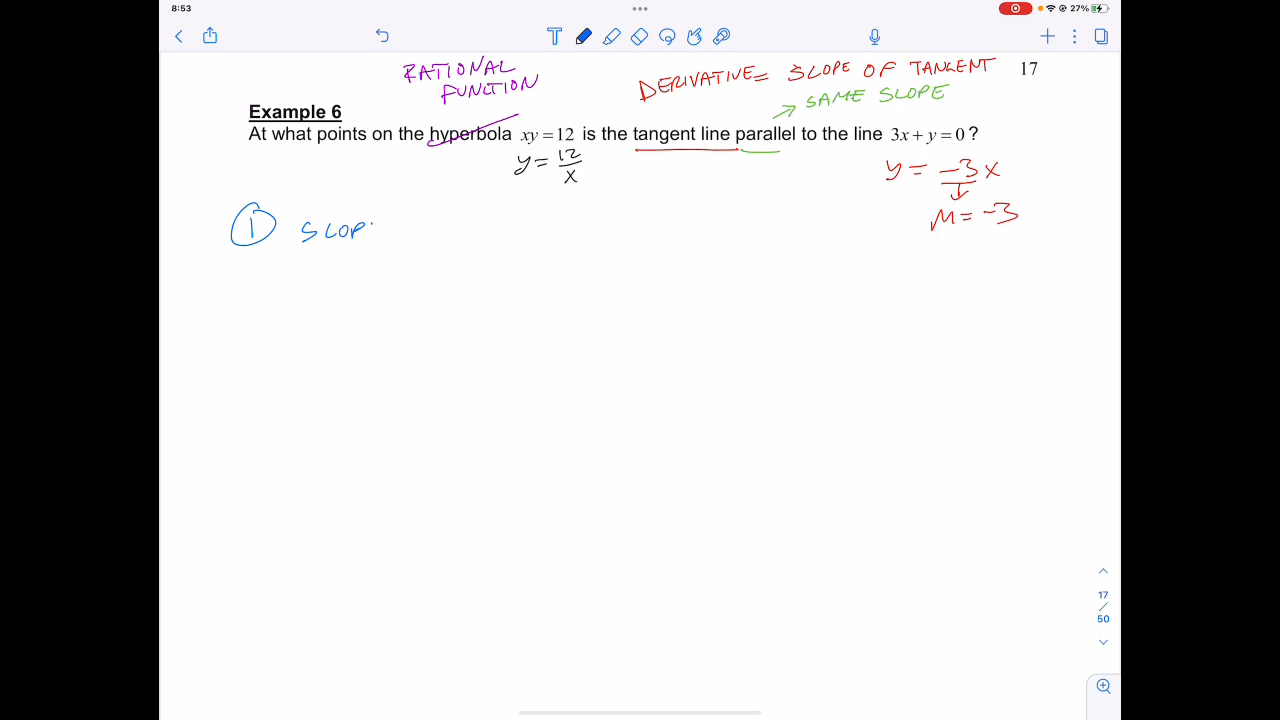 8:53
27%
RATIONAL FUNCTION
DERIVATIVE = SLOPE OF TANGENT
17
→ SAME SLOPE
Example 6
At what points on the hyperbola xy = 12 is the tangent line parallel to the line 3x + y = 0?
y = 12/x
y = -3x
M = -3
① SLOP
17
/
50